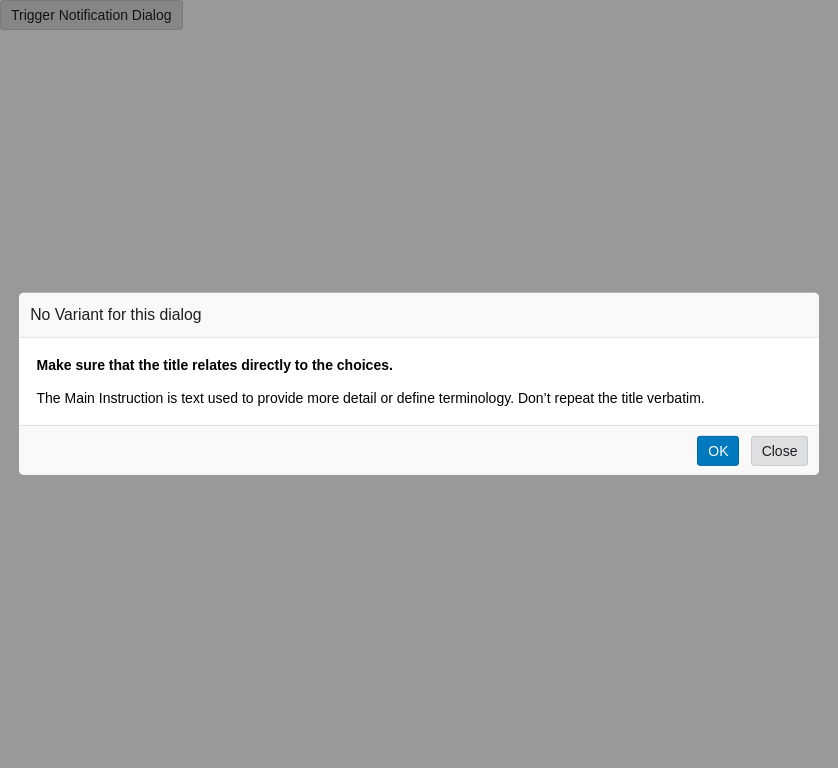 Trigger Notification Dialog
No Variant for this dialog
Make sure that the title relates directly to the choices.
The Main Instruction is text used to provide more detail or define terminology. Don’t repeat the title verbatim.
OK
Close